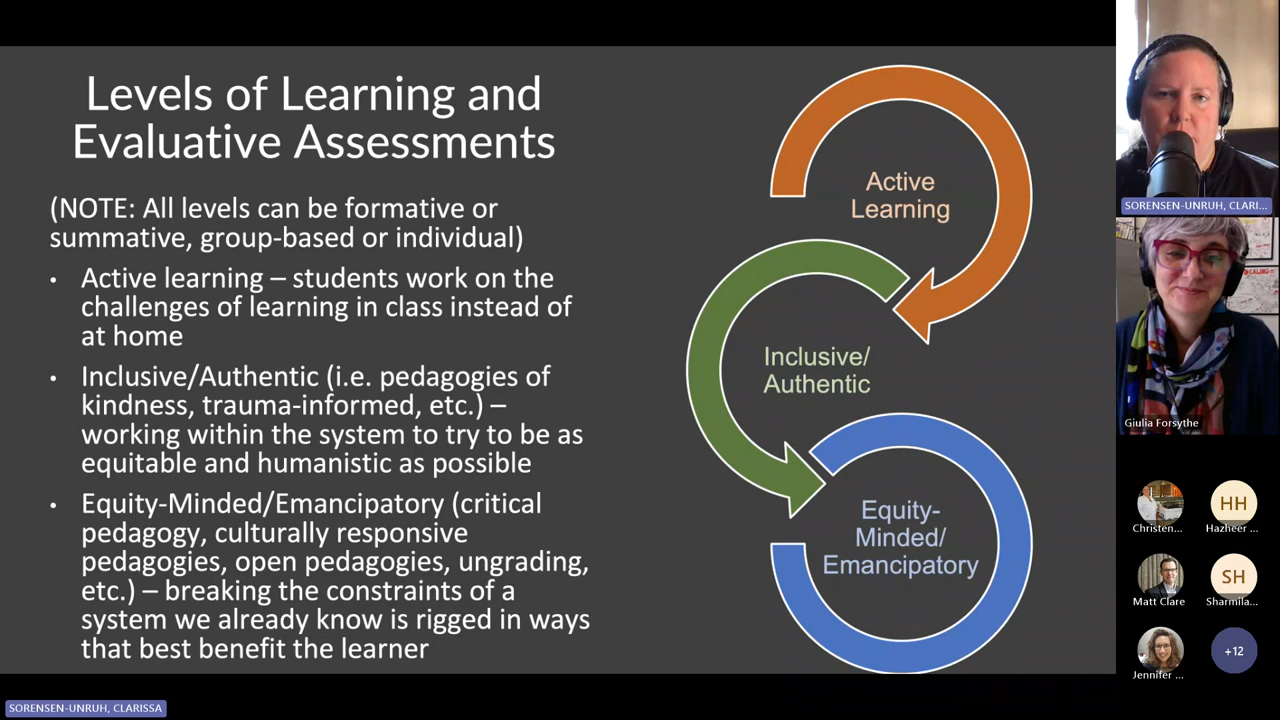 Levels of Learning and
Evaluative Assessments
(NOTE: All levels can be formative or
summative, group-based or individual)
• Active learning – students work on the
challenges of learning in class instead of
at home
• Inclusive/Authentic (i.e. pedagogies of
kindness, trauma-informed, etc.) –
working within the system to try to be as
equitable and humanistic as possible
• Equity-Minded/Emancipatory (critical
pedagogy, culturally responsive
pedagogies, open pedagogies, ungrading,
etc.) – breaking the constraints of a
system we already know is rigged in ways
that best benefit the learner
Active
Learning
Inclusive/
Authentic
Equity-
Minded/
Emancipatory
SORENSEN-UNRUH, CLARI...
Giulia Forsythe
Christen...
HH
Hazheer ...
Matt Clare
SH
Sharmila...
Jennifer ...
+12
SORENSEN-UNRUH, CLARISSA